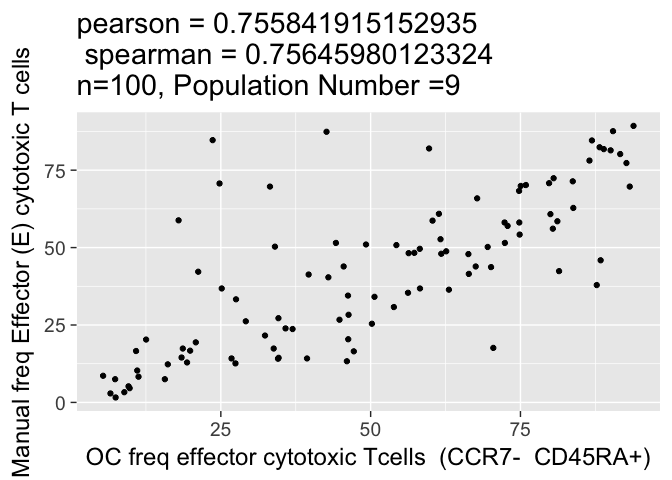 pearson = 0.755841915152935
spearman = 0.75645980123324
n=100, Population Number =9
Manual freq Effector (E) cytotoxic T cells
75
50
25
0
25
50
75
OC freq effector cytotoxic Tcells  (CCR7-  CD45RA+)